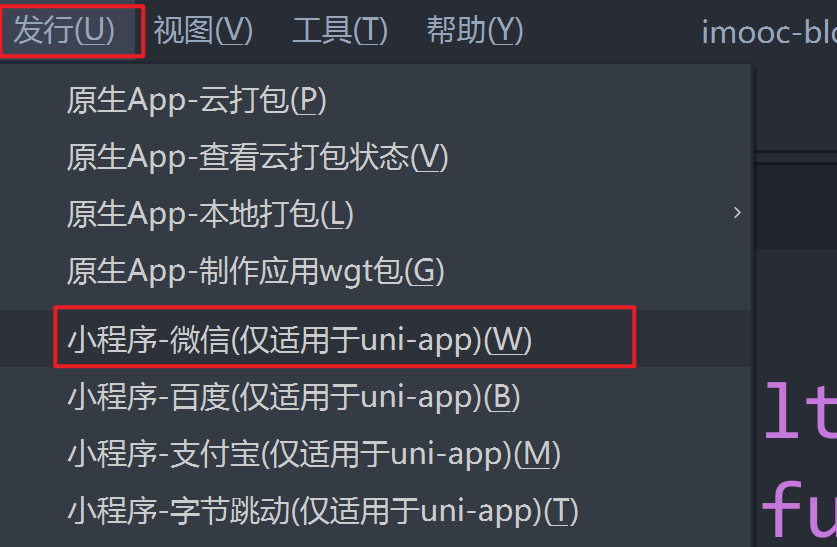 发行(U) 视图(V) 工具(T) 帮助(Y) imooc-blo
原生App-云打包(P)
原生App-查看云打包状态(V)
原生App-本地打包(L)
原生App-制作应用wgt包(G)
小程序-微信(仅适用于uni-app)(W)
小程序-百度(仅适用于uni-app)(B)
lt
小程序-支付宝(仅适用于uni-app)(M)
小程序-字节跳动(仅适用于uni-app)(T)
fu